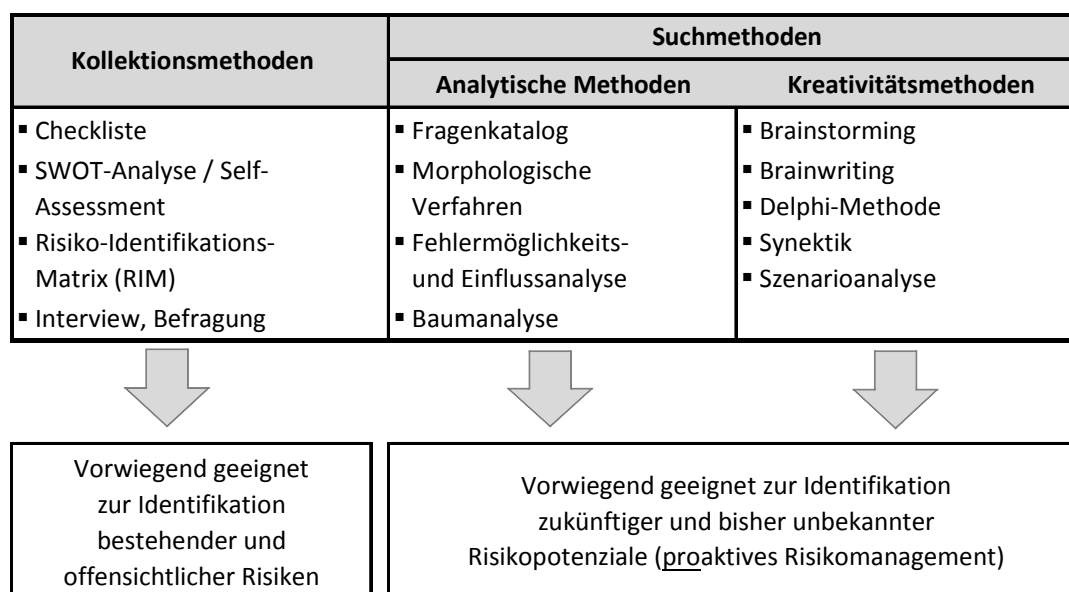 Kollektionsmethoden
Suchmethoden
Analytische Methoden
Kreativitätsmethoden
▪ Checkliste
▪ SWOT-Analyse / Self-
Assessment
▪ Risiko-Identifikations-
Matrix (RIM)
▪ Interview, Befragung
▪ Fragenkatalog
▪ Morphologische
Verfahren
▪ Fehlermöglichkeits-
und Einflussanalyse
▪ Baumanalyse
▪ Brainstorming
▪ Brainwriting
▪ Delphi-Methode
▪ Synektik
▪ Szenarioanalyse
Vorwiegend geeignet
zur Identifikation
bestehender und
offensichtlicher Risiken
Vorwiegend geeignet zur Identifikation
zukünftiger und bisher unbekannter
Risikopotenziale (proaktives Risikomanagement)